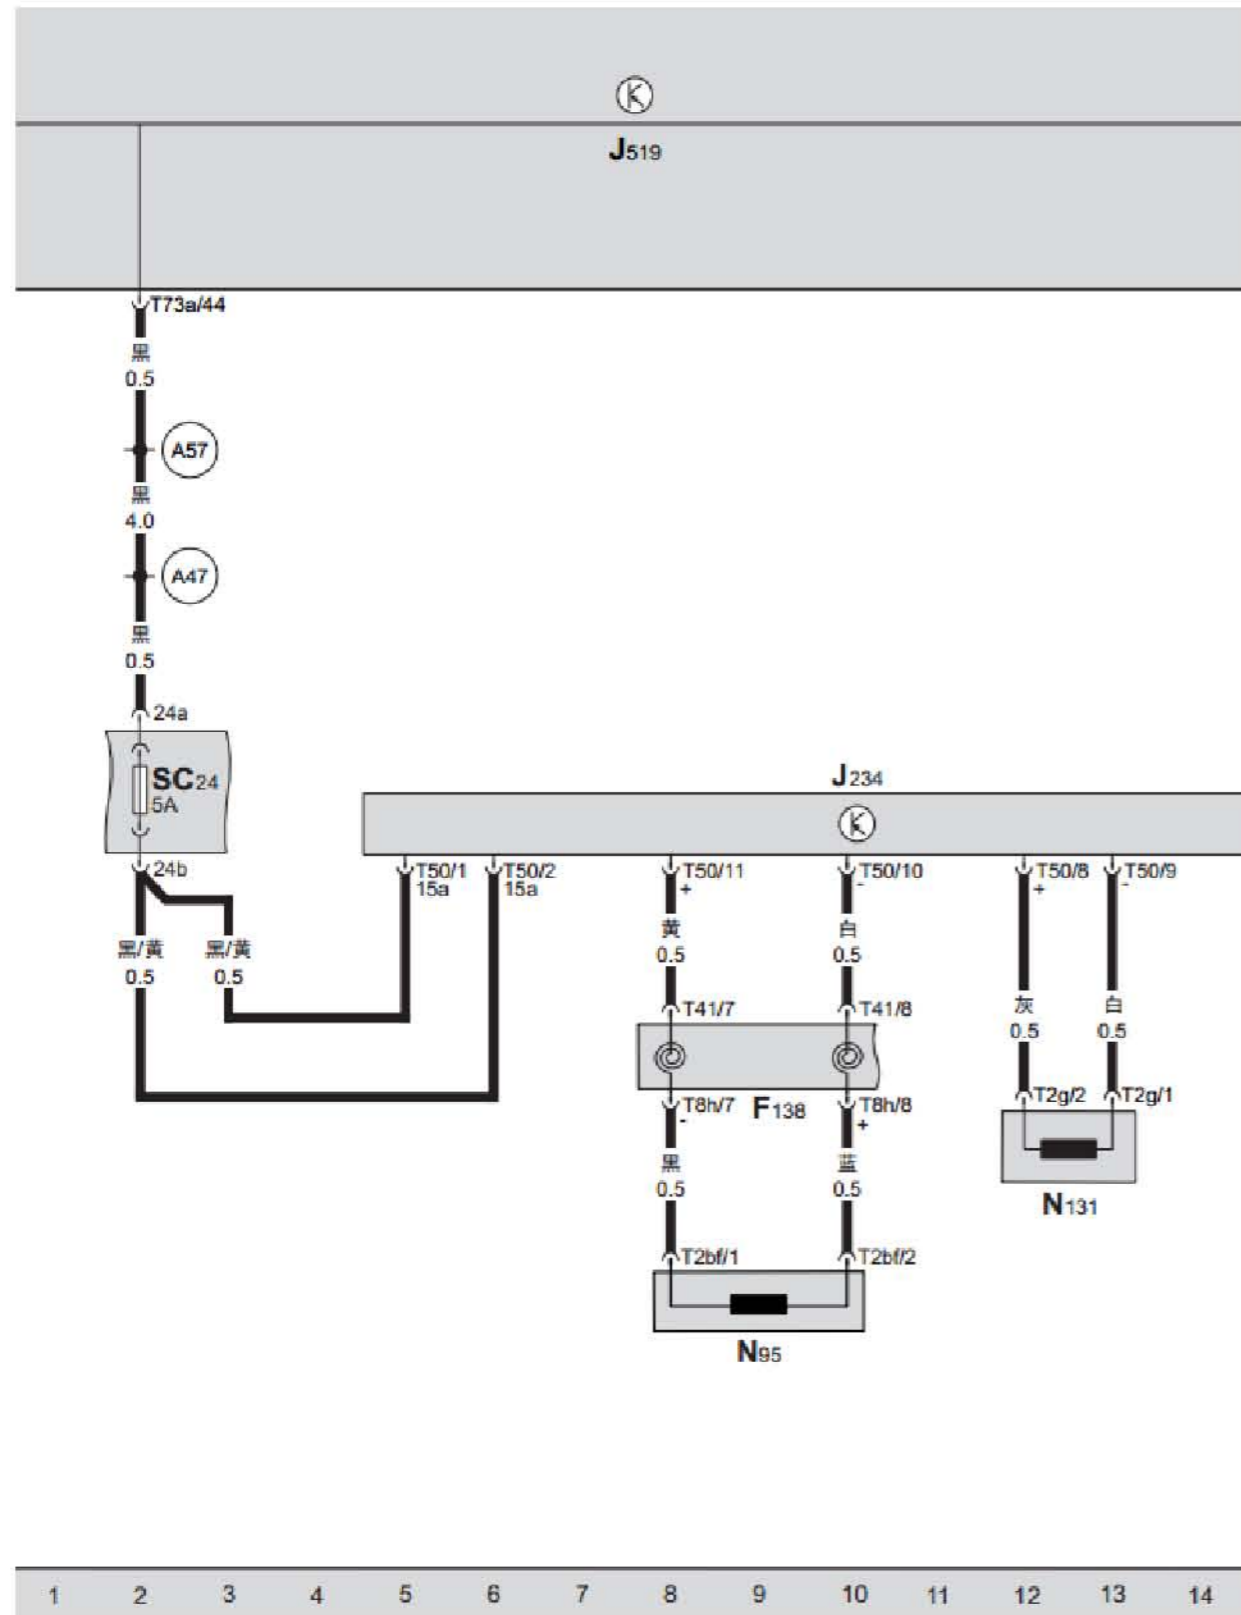 K
J519
T73a/44
黑
0.5
A57
黑
4.0
A47
黑
0.5
24a
SC24
5A
24b
J234
K
T50/1
15a
T50/2
15a
T50/11
+
T50/10
-
T50/8
+
T50/9
-
黑/黄
0.5
黑/黄
0.5
黄
0.5
白
0.5
灰
0.5
白
0.5
T41/7
T41/8
T8h/7
-
F138
T8h/8
+
T2g/2
T2g/1
黑
0.5
蓝
0.5
N131
T2bf/1
T2bf/2
N95
1 2 3 4 5 6 7 8 9 10 11 12 13 14